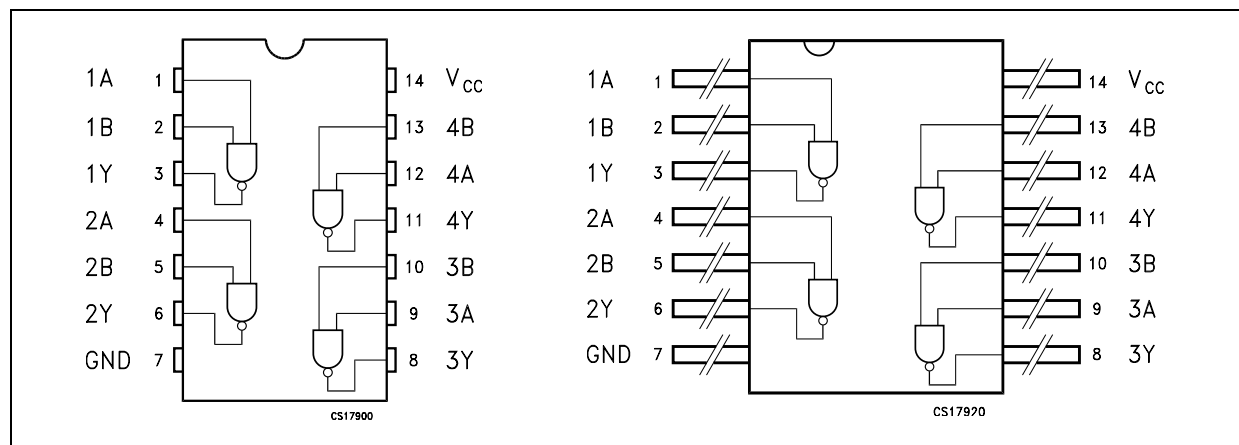 1A 1 14 VCC
1B 2 13 4B
1Y 3 12 4A
2A 4 11 4Y
2B 5 10 3B
2Y 6 9 3A
GND 7 8 3Y
CS17900
1A 1 14 VCC
1B 2 13 4B
1Y 3 12 4A
2A 4 11 4Y
2B 5 10 3B
2Y 6 9 3A
GND 7 8 3Y
CS17920